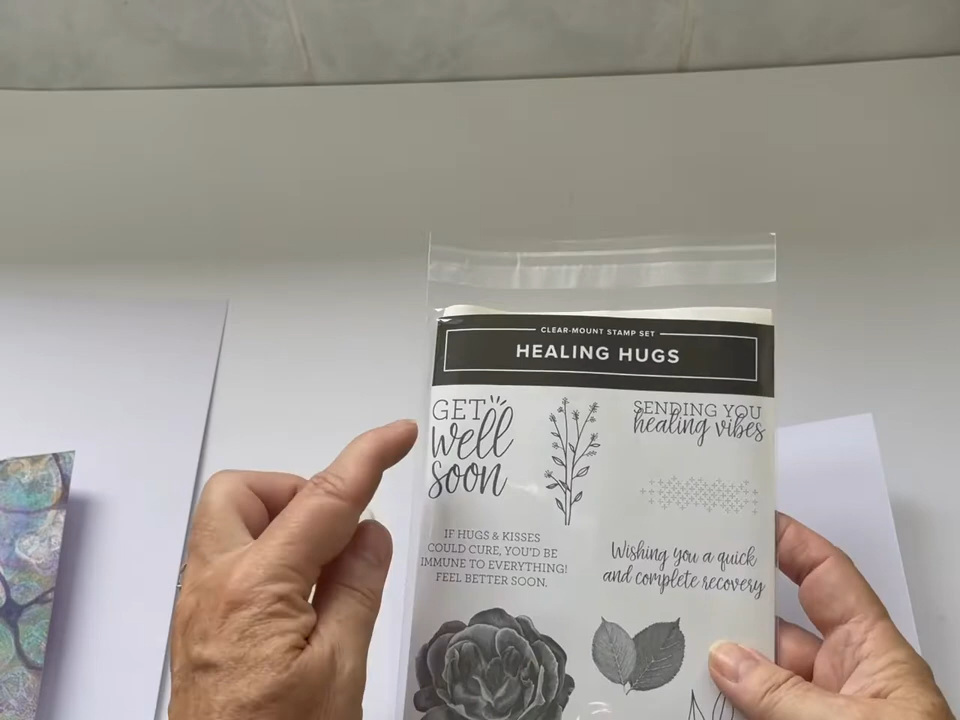 CLEAR-MOUNT STAMP SET
HEALING HUGS
GET
well
soon
SENDING YOU
healing vibes
IF HUGS & KISSES
COULD CURE, YOU'D BE
IMMUNE TO EVERYTHING!
FEEL BETTER SOON.
Wishing you a quick
and complete recovery